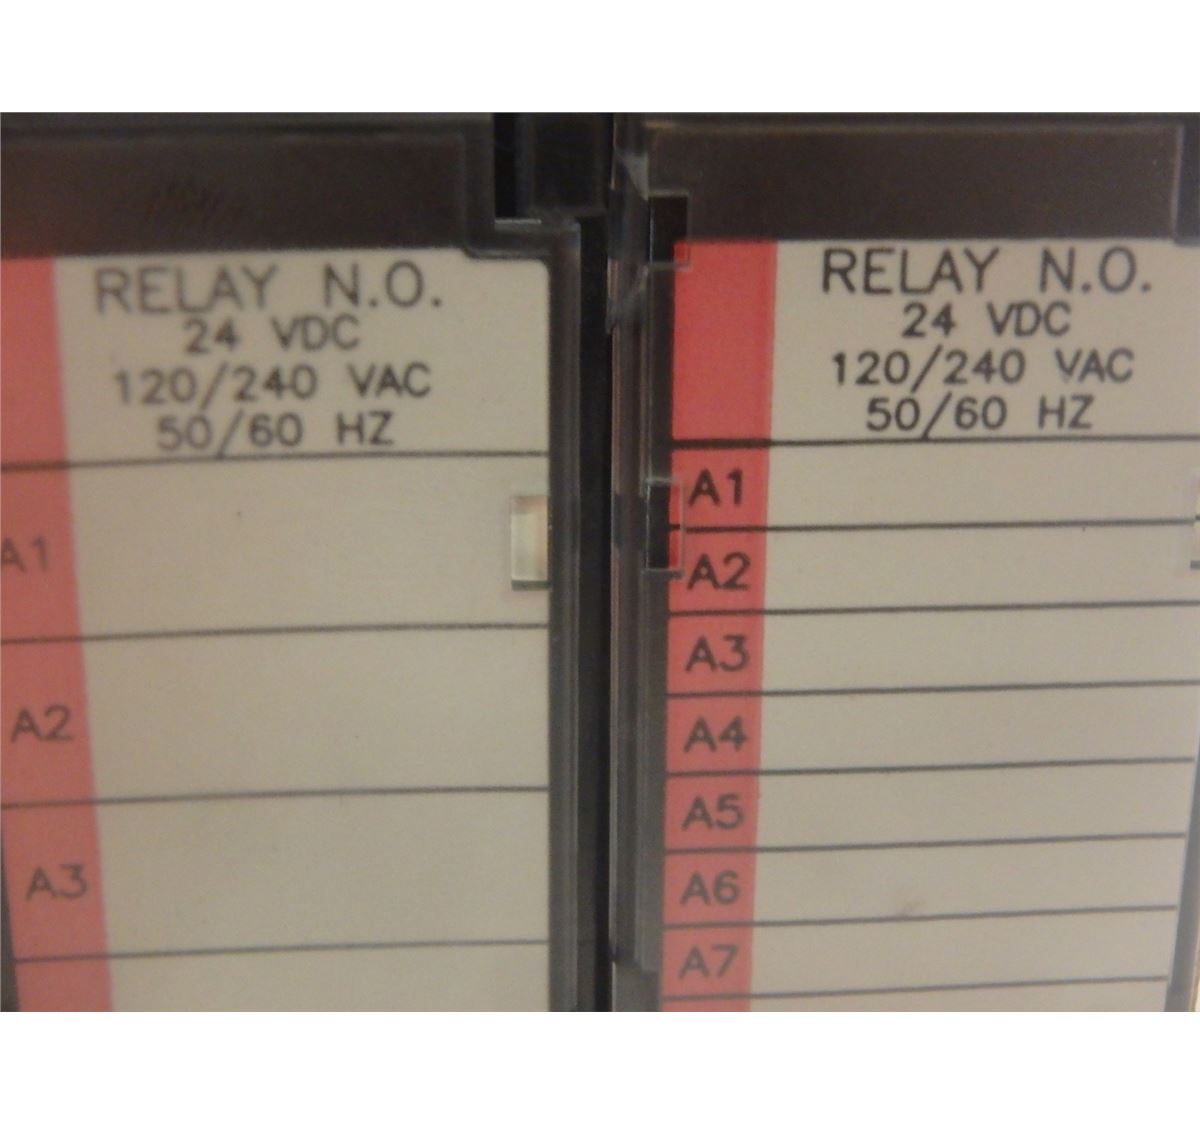 RELAY N.O.
24 VDC
120/240 VAC
50/60 HZ
A1
A2
A3
RELAY N.O.
24 VDC
120/240 VAC
50/60 HZ
A1
A2
A3
A4
A5
A6
A7